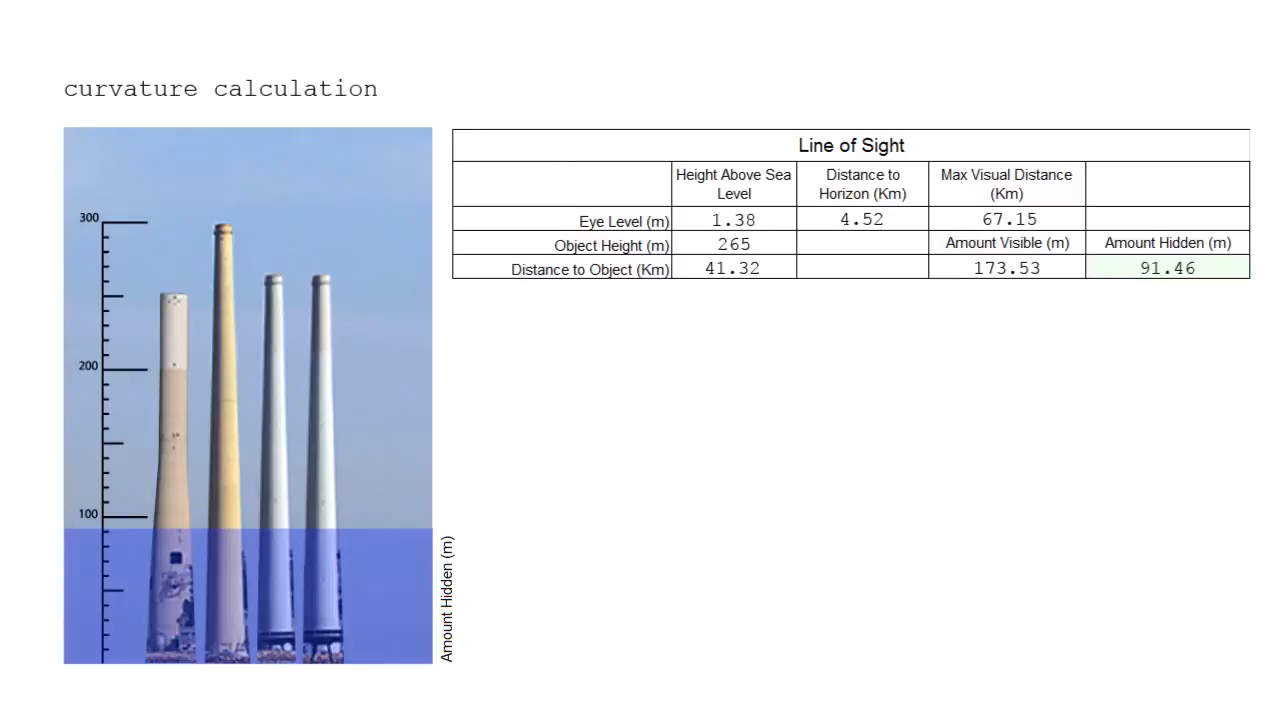 curvature calculation
Line of Sight
Height Above Sea Level
Distance to Horizon (Km)
Max Visual Distance (Km)
Eye Level (m) 1.38 4.52 67.15
Object Height (m) 265 Amount Visible (m) Amount Hidden (m)
Distance to Object (Km) 41.32 173.53 91.46
300
200
100
Amount Hidden (m)